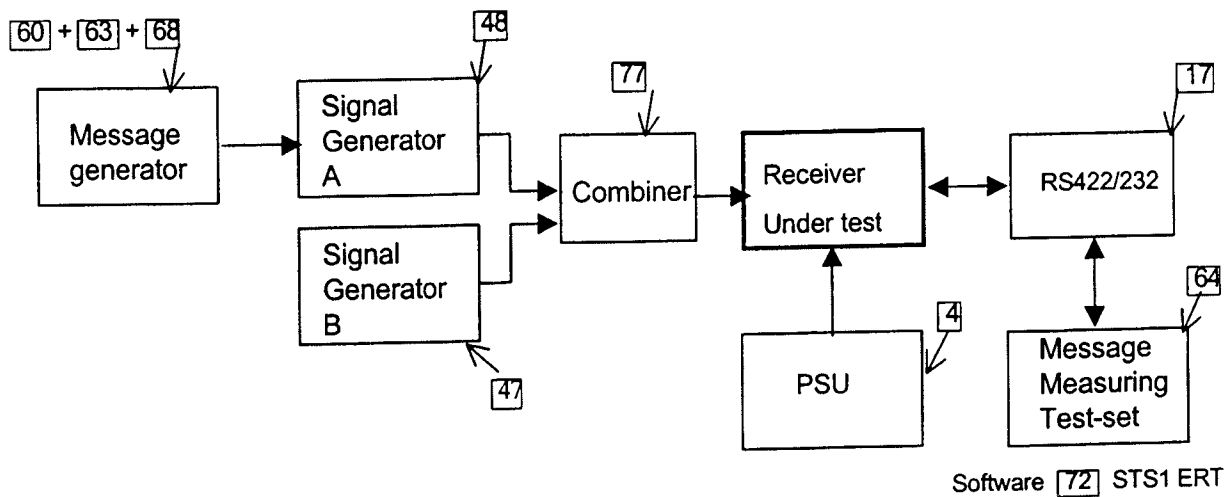 60 + 63 + 68
48
77
17
Message
generator
Signal
Generator
A
Combiner
Receiver
Under test
RS422/232
Signal
Generator
B
47
PSU
4
64
Message
Measuring
Test-set
Software 72 STS1 ERT